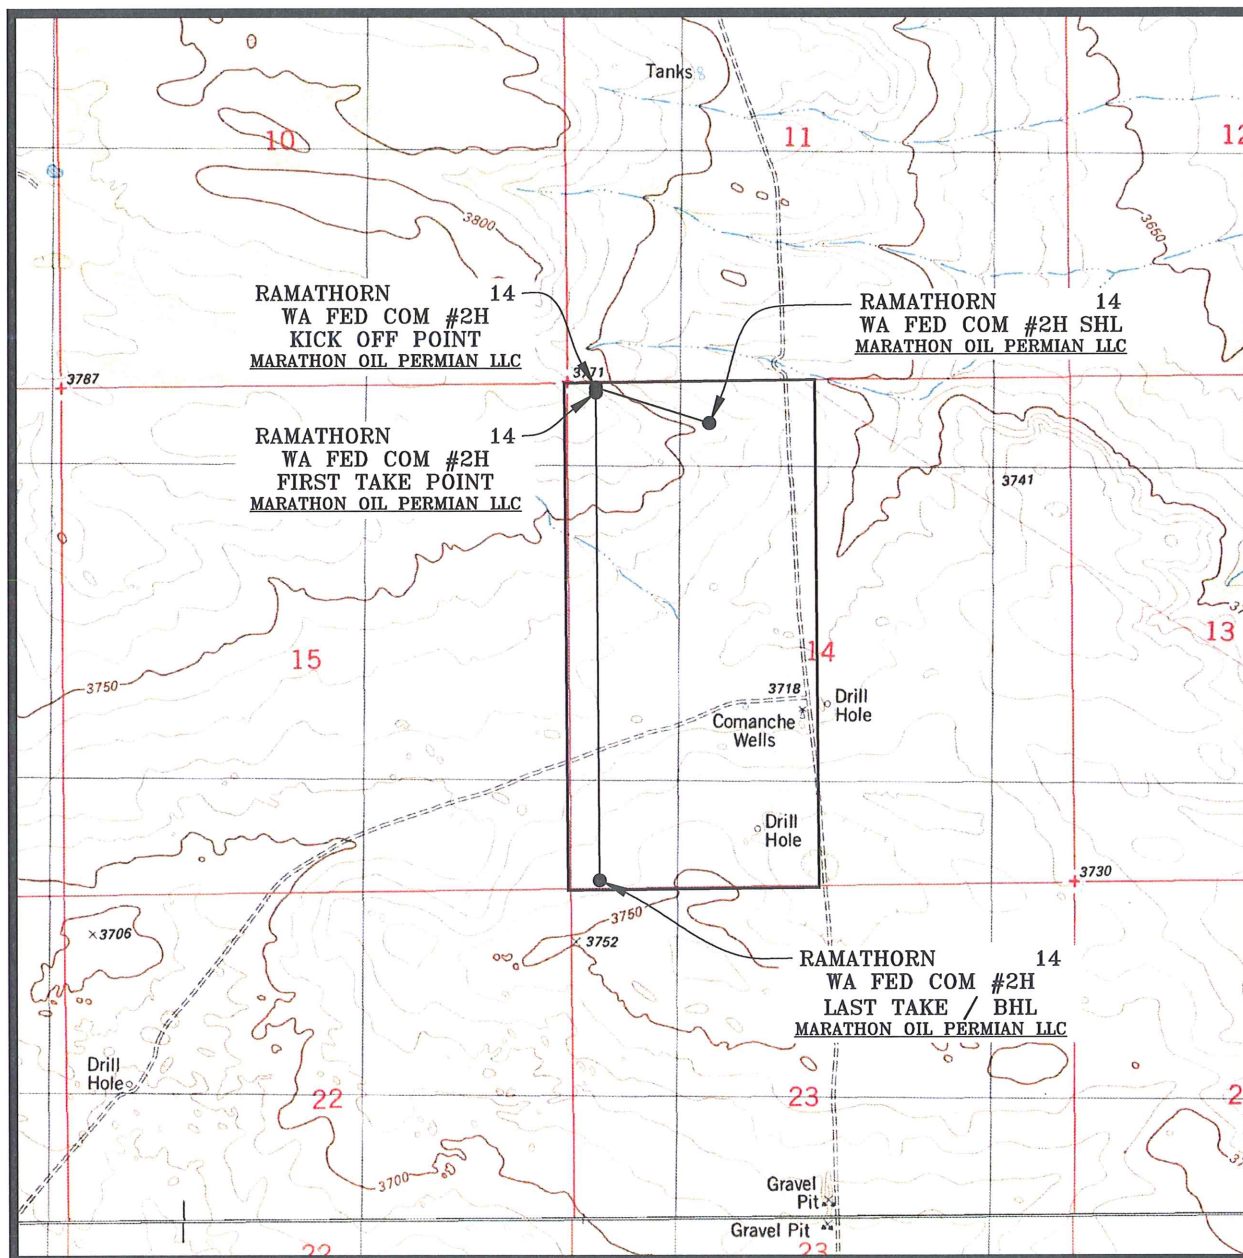 Tanks
10
11
12
3800
3650
RAMATHORN 14
WA FED COM #2H
KICK OFF POINT
MARATHON OIL PERMIAN LLC
RAMATHORN 14
WA FED COM #2H SHL
MARATHON OIL PERMIAN LLC
3787
3771
RAMATHORN 14
WA FED COM #2H
FIRST TAKE POINT
MARATHON OIL PERMIAN LLC
3741
15
14
13
3750
3718
Drill
Hole
Comanche
Wells
Drill
Hole
3730
3750
3706
3752
RAMATHORN 14
WA FED COM #2H
LAST TAKE / BHL
MARATHON OIL PERMIAN LLC
Drill
Hole
22
23
3700
Gravel
Pit
Gravel Pit
22
23